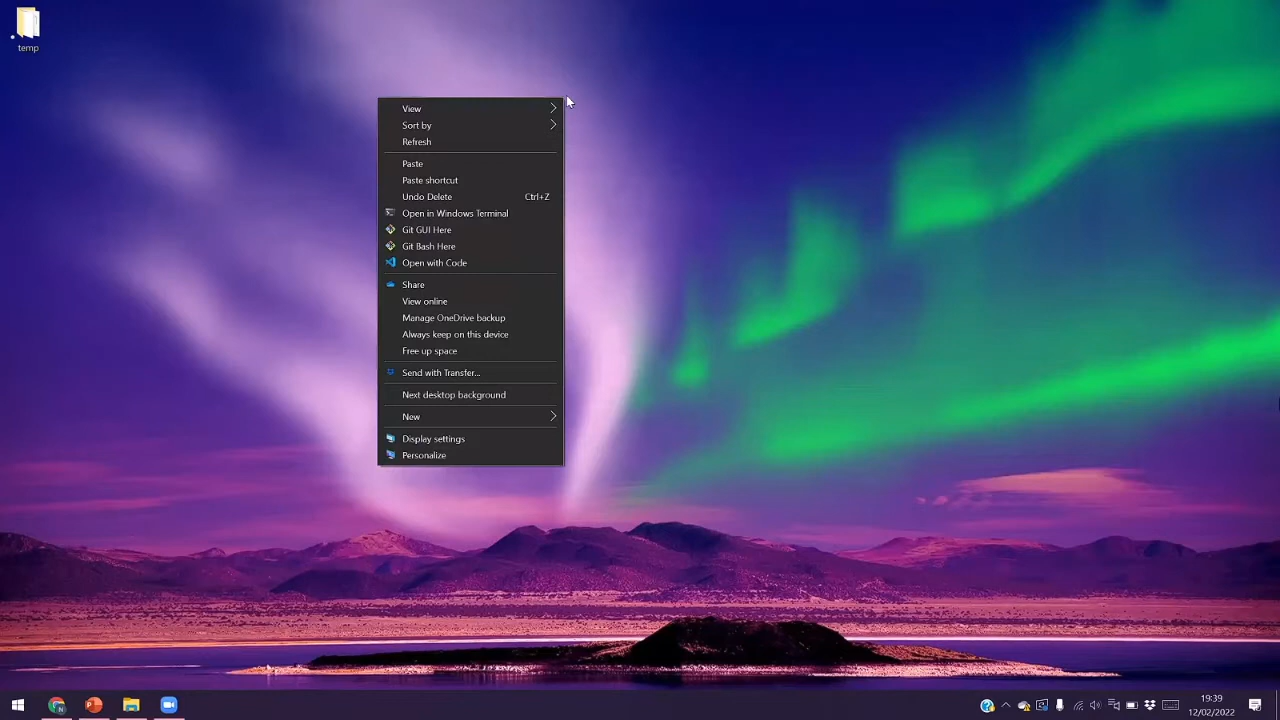 temp
View
Sort by
Refresh
Paste
Paste shortcut
Undo Delete Ctrl+Z
Open in Windows Terminal
Git GUI Here
Git Bash Here
Open with Code
Share
View online
Manage OneDrive backup
Always keep on this device
Free up space
Send with Transfer...
Next desktop background
New
Display settings
Personalize
19:39
12/02/2022